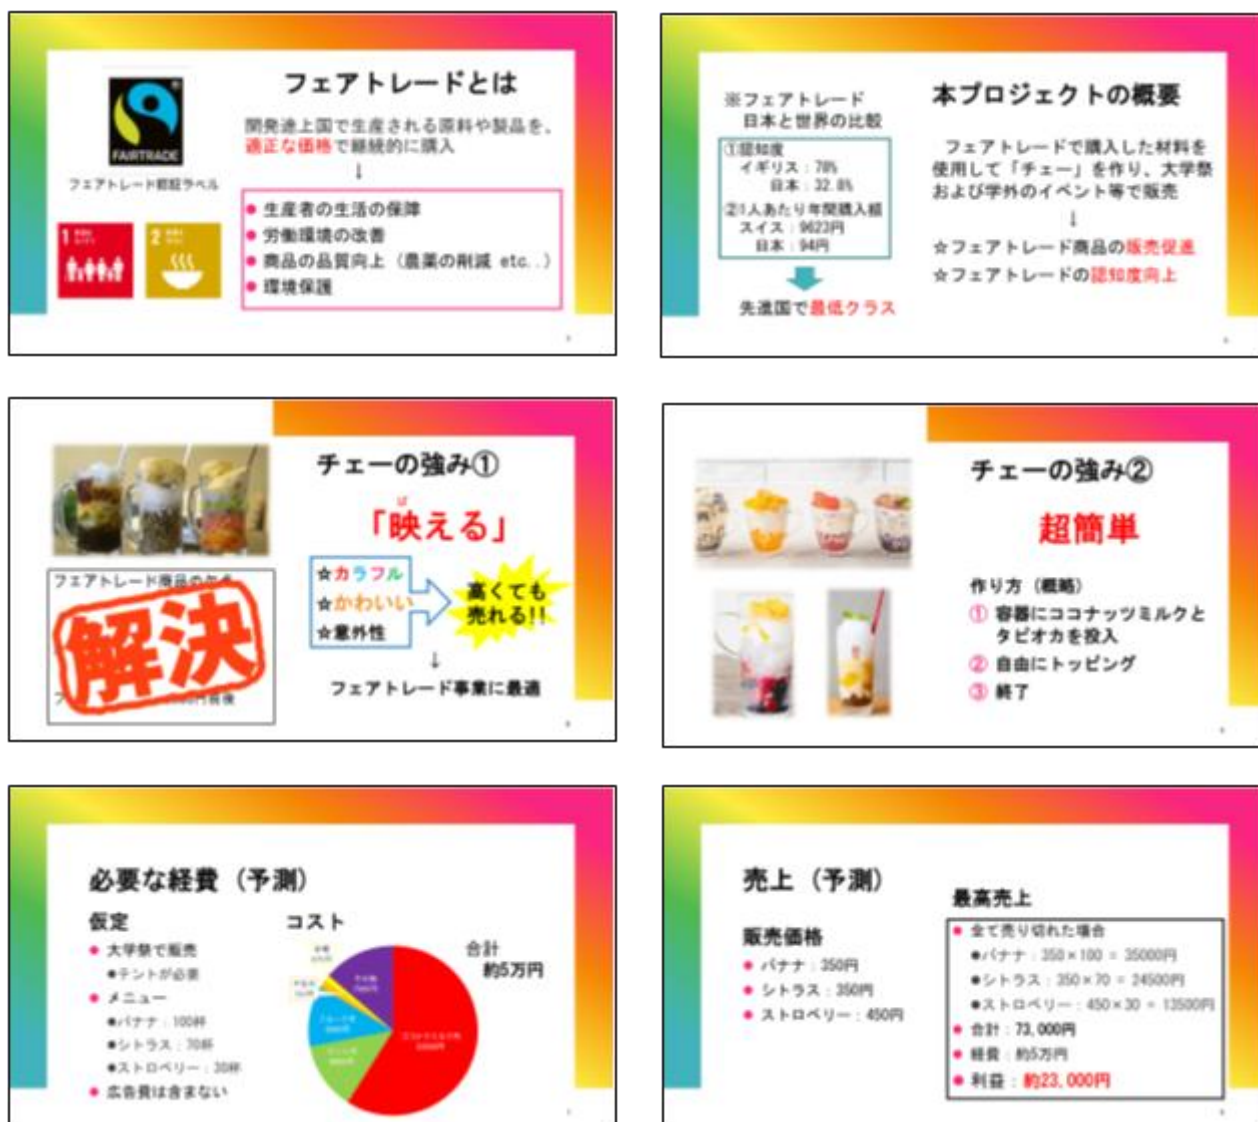 フェアトレードとは
FAIRTRADE
フェアトレード認証ラベル
開発途上国で生産される原料や製品を、
適正な価格で継続的に購入
↓
● 生産者の生活の保障
● 労働環境の改善
● 商品の品質向上（農薬の削減 etc..）
● 環境保護
1
2
※フェアトレード
日本と世界の比較
①認知度
イギリス：78%
日本：32.8%
②1人あたり年間購入額
スイス：9623円
日本：94円
先進国で最低クラス
本プロジェクトの概要
フェアトレードで購入した材料を
使用して「チェー」を作り、大学祭
および学外のイベント等で販売
↓
☆フェアトレード商品の販売促進
☆フェアトレードの認知度向上
チェーの強み①
ば
「映える」
フェアトレード商品の
解決
☆カラフル
☆かわいい
☆意外性
高くても
売れる!!
↓
フェアトレード事業に最適
チェーの強み②
超簡単
作り方（概略）
① 容器にココナッツミルクと
タピオカを投入
② 自由にトッピング
③ 終了
必要な経費（予測）
仮定
● 大学祭で販売
●テントが必要
● メニュー
●バナナ：100杯
●シトラス：70杯
●ストロベリー：30杯
● 広告費は含まない
コスト
合計
約5万円
売上（予測）
販売価格
● バナナ：350円
● シトラス：350円
● ストロベリー：450円
最高売上
● 全て売り切れた場合
●バナナ：350×100 = 35000円
●シトラス：350×70 = 24500円
●ストロベリー：450×30 = 13500円
● 合計：73,000円
● 経費：約5万円
● 利益：約23,000円